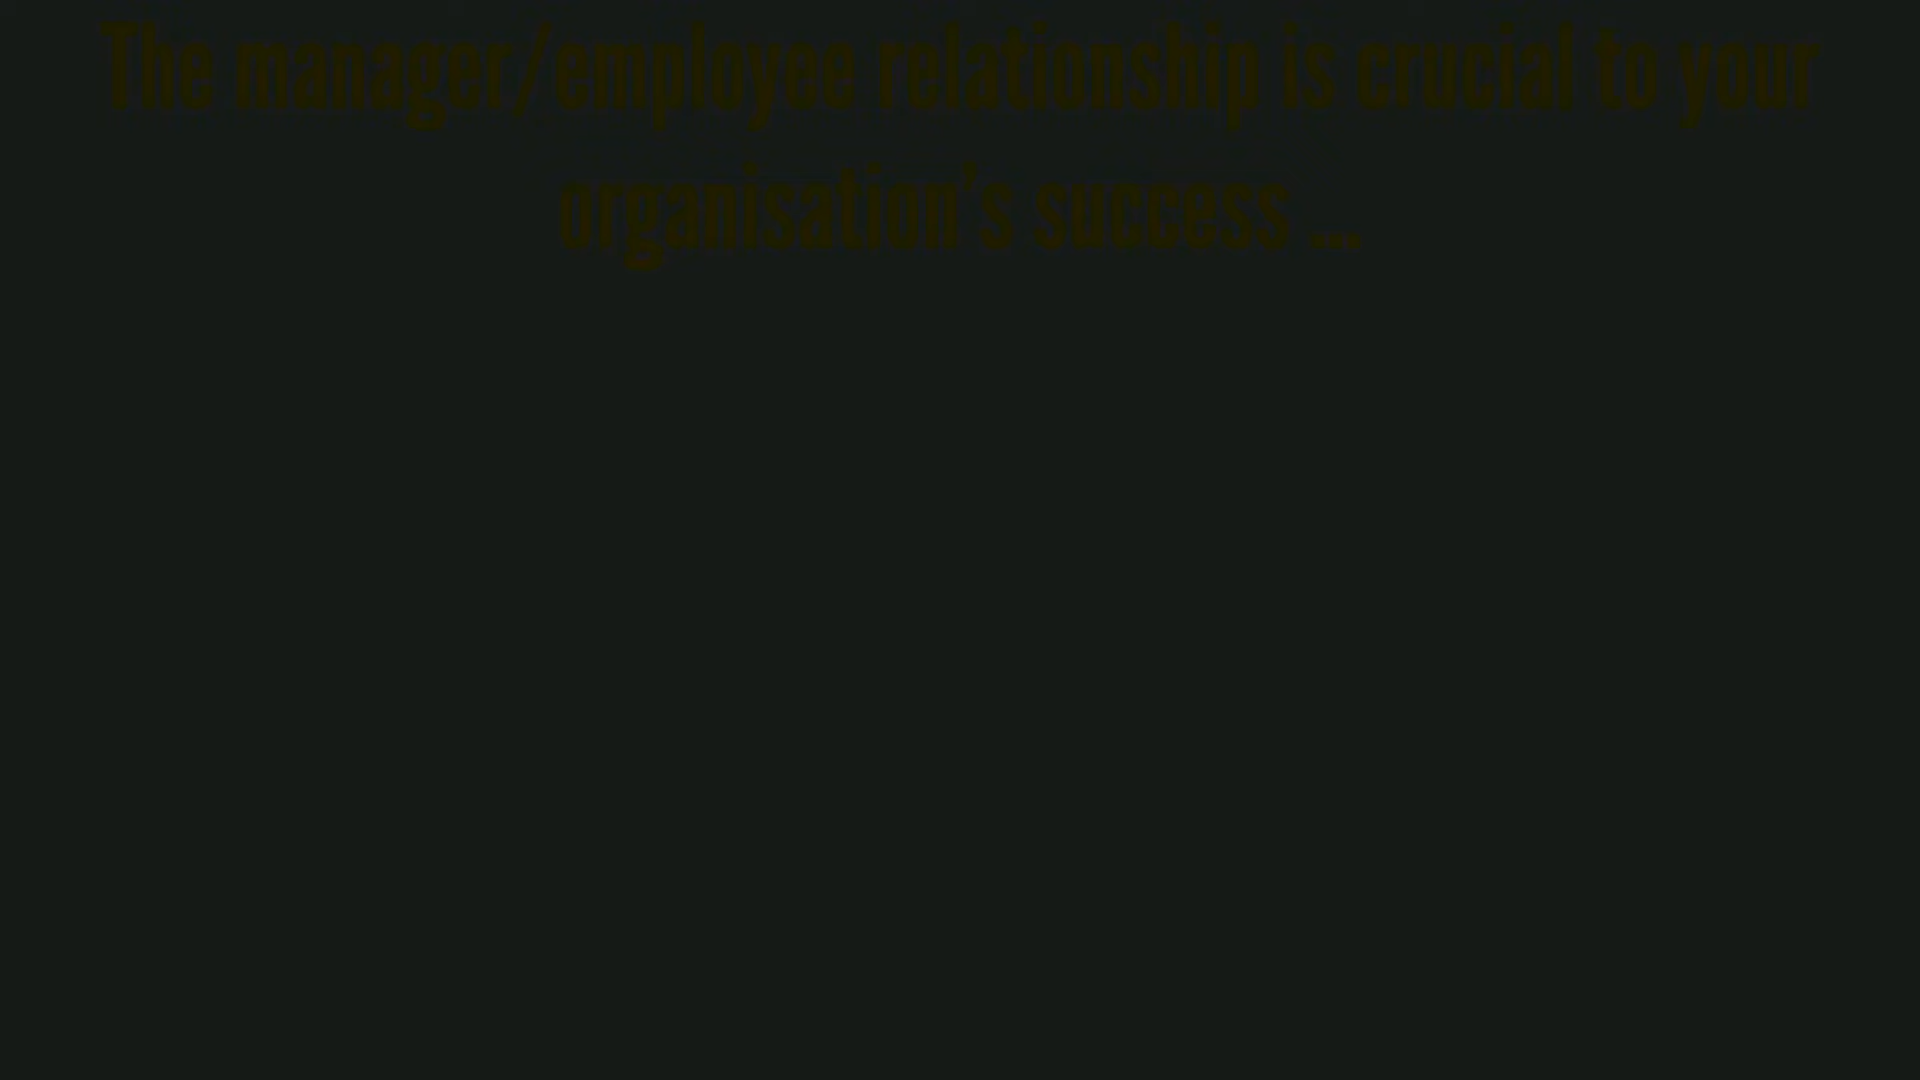 The manager/employee relationship is crucial to your
organisation's success ...